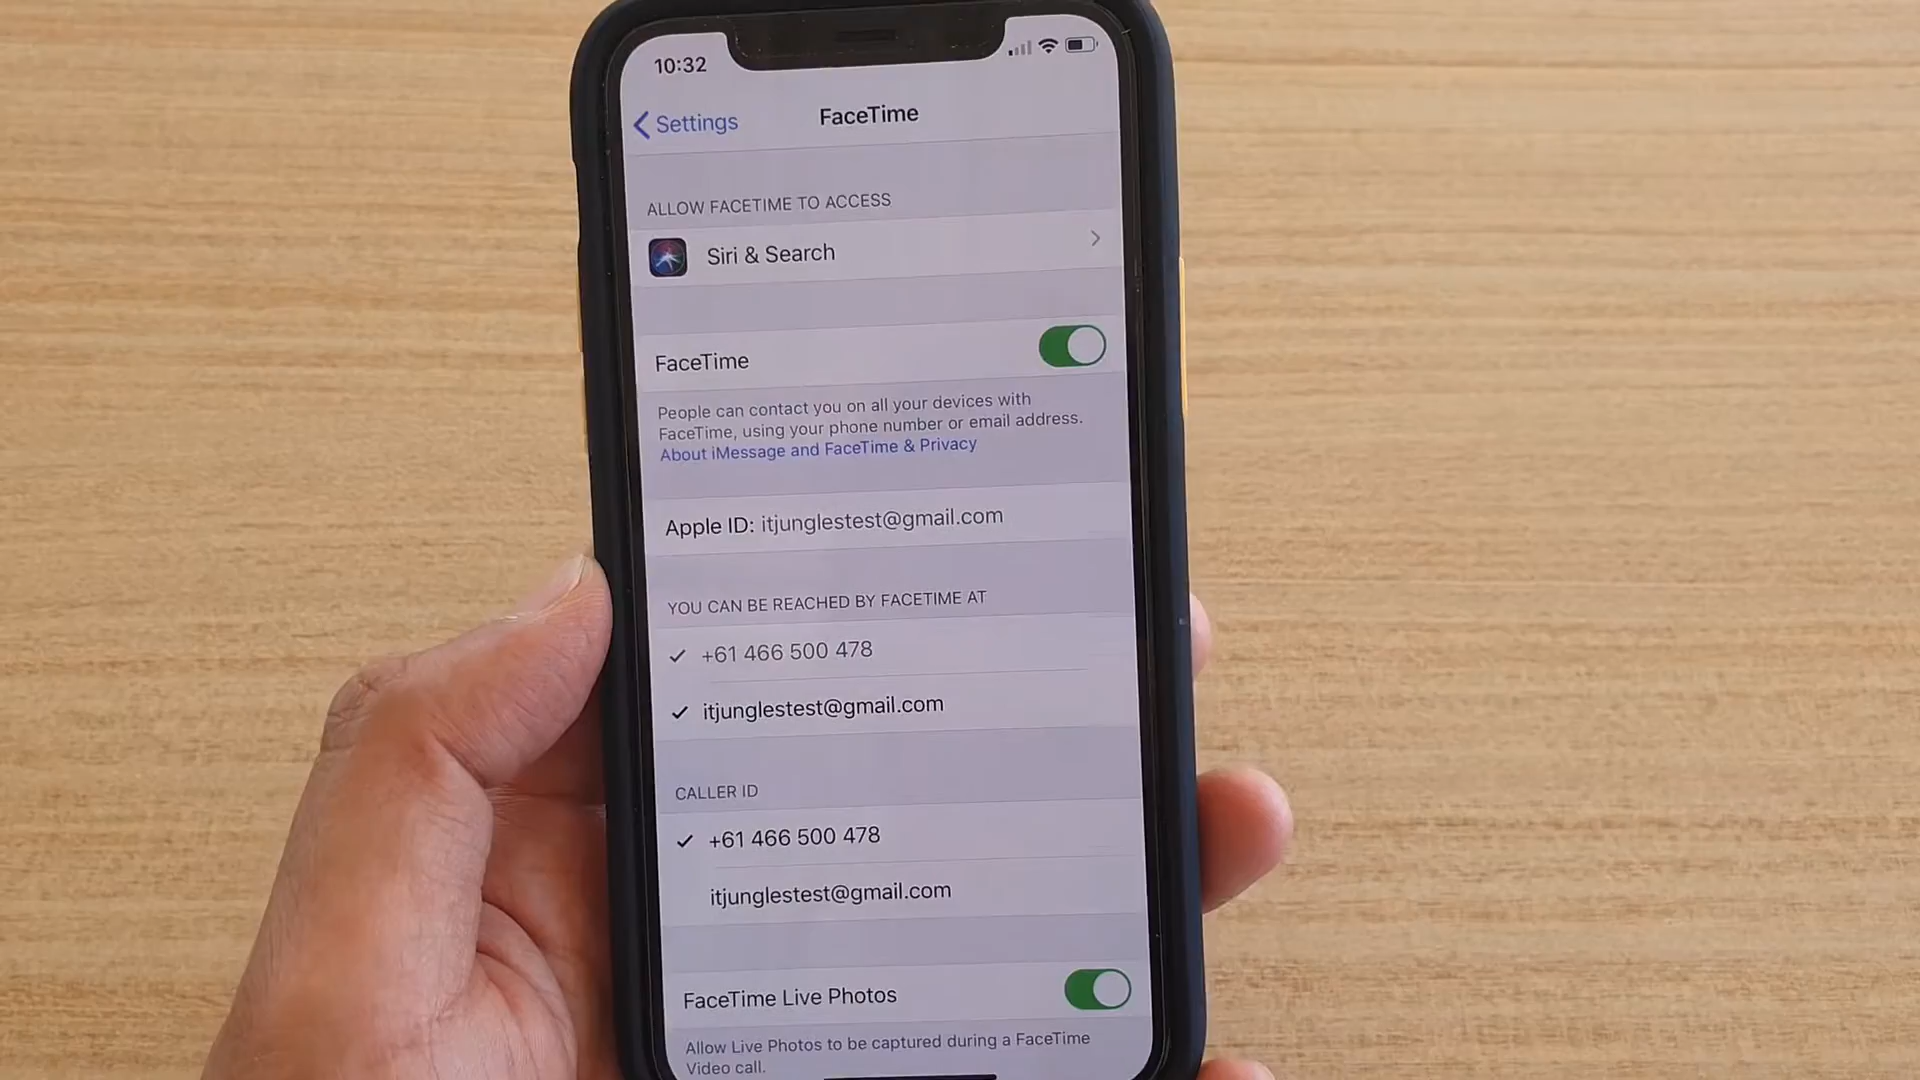 10:32
Settings
FaceTime
ALLOW FACETIME TO ACCESS
Siri & Search
FaceTime
People can contact you on all your devices with
FaceTime, using your phone number or email address.
About iMessage and FaceTime & Privacy
Apple ID: itjunglestest@gmail.com
YOU CAN BE REACHED BY FACETIME AT
+61 466 500 478
itjunglestest@gmail.com
CALLER ID
+61 466 500 478
itjunglestest@gmail.com
FaceTime Live Photos
Allow Live Photos to be captured during a FaceTime
Video call.